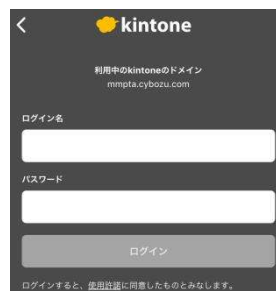 kintone
利用中のkintoneのドメイン
mmpta.cybozu.com
ログイン名
パスワード
ログイン
ログインすると、使用許諾に同意したものとみなします。